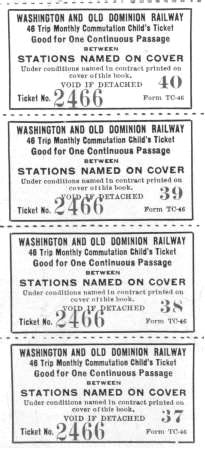 WASHINGTON AND OLD DOMINION RAILWAY
46 Trip Monthly Commutation Child's Ticket
Good for One Continuous Passage
BETWEEN
STATIONS NAMED ON COVER
Under conditions named in contract printed on
cover of this book.
VOID IF DETACHED 40
Ticket No. 2466 Form TC-46
WASHINGTON AND OLD DOMINION RAILWAY
46 Trip Monthly Commutation Child's Ticket
Good for One Continuous Passage
BETWEEN
STATIONS NAMED ON COVER
Under conditions named in contract printed on
cover of this book.
VOID IF DETACHED 39
Ticket No. 2466 Form TC-46
WASHINGTON AND OLD DOMINION RAILWAY
46 Trip Monthly Commutation Child's Ticket
Good for One Continuous Passage
BETWEEN
STATIONS NAMED ON COVER
Under conditions named in contract printed on
cover of this book.
VOID IF DETACHED 38
Ticket No. 2466 Form TC-46
WASHINGTON AND OLD DOMINION RAILWAY
46 Trip Monthly Commutation Child's Ticket
Good for One Continuous Passage
BETWEEN
STATIONS NAMED ON COVER
Under conditions named in contract printed on
cover of this book.
VOID IF DETACHED 37
Ticket No. 2466 Form TC-46